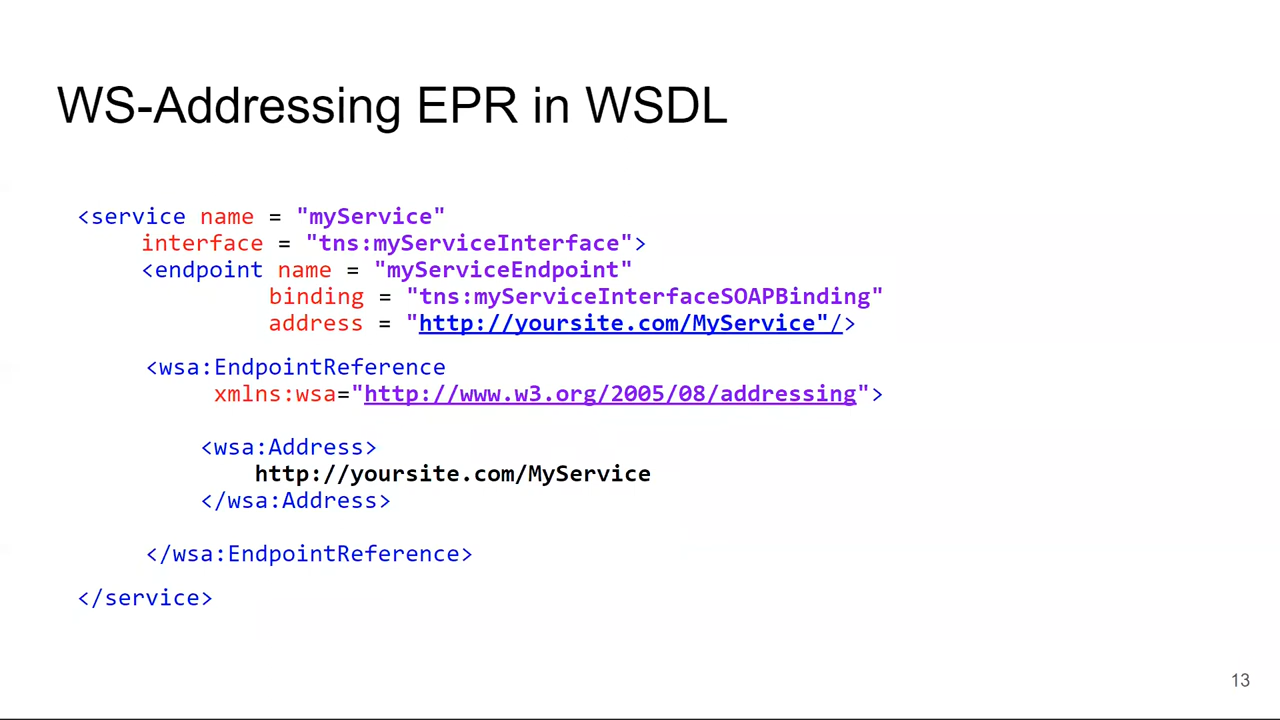 WS-Addressing EPR in WSDL
<service name = "myService"
interface = "tns:myServiceInterface">
<endpoint name = "myServiceEndpoint"
binding = "tns:myServiceInterfaceSOAPBinding"
address = "http://yoursite.com/MyService"/>
<wsa:EndpointReference
xmlns:wsa="http://www.w3.org/2005/08/addressing">
<wsa:Address>
http://yoursite.com/MyService
</wsa:Address>
</wsa:EndpointReference>
</service>
13